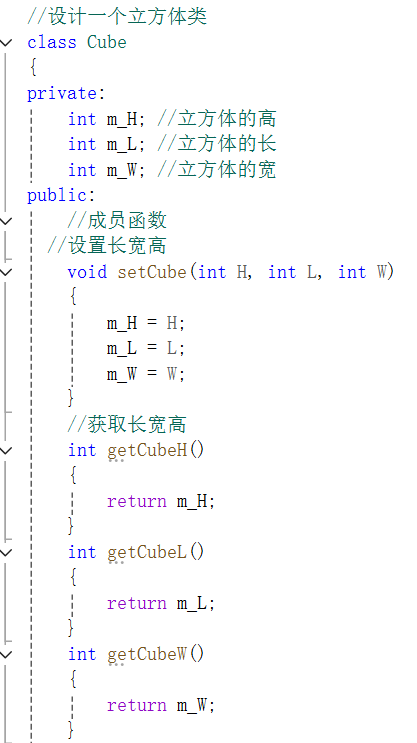 //设计一个立方体类
class Cube
{
private:
int m_H; //立方体的高
int m_L; //立方体的长
int m_W; //立方体的宽
public:
//成员函数
//设置长宽高
void setCube(int H, int L, int W)
{
m_H = H;
m_L = L;
m_W = W;
}
//获取长宽高
int getCubeH()
{
return m_H;
}
int getCubeL()
{
return m_L;
}
int getCubeW()
{
return m_W;
}